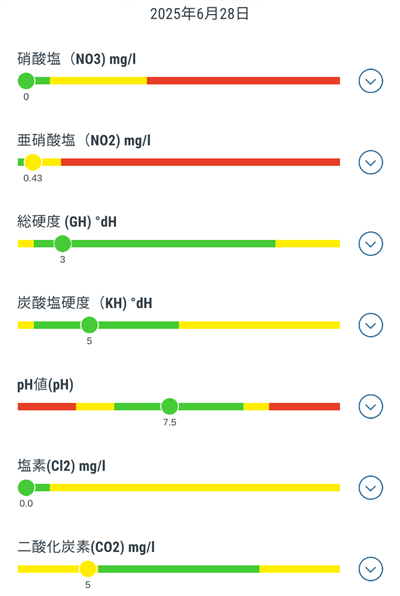 2025年6月28日
硝酸塩（NO3) mg/l
0
亜硝酸塩（NO2) mg/l
0.43
総硬度 (GH) °dH
3
炭酸塩硬度（KH) °dH
5
pH値(pH)
7.5
塩素(Cl2) mg/l
0.0
二酸化炭素(CO2) mg/l
5